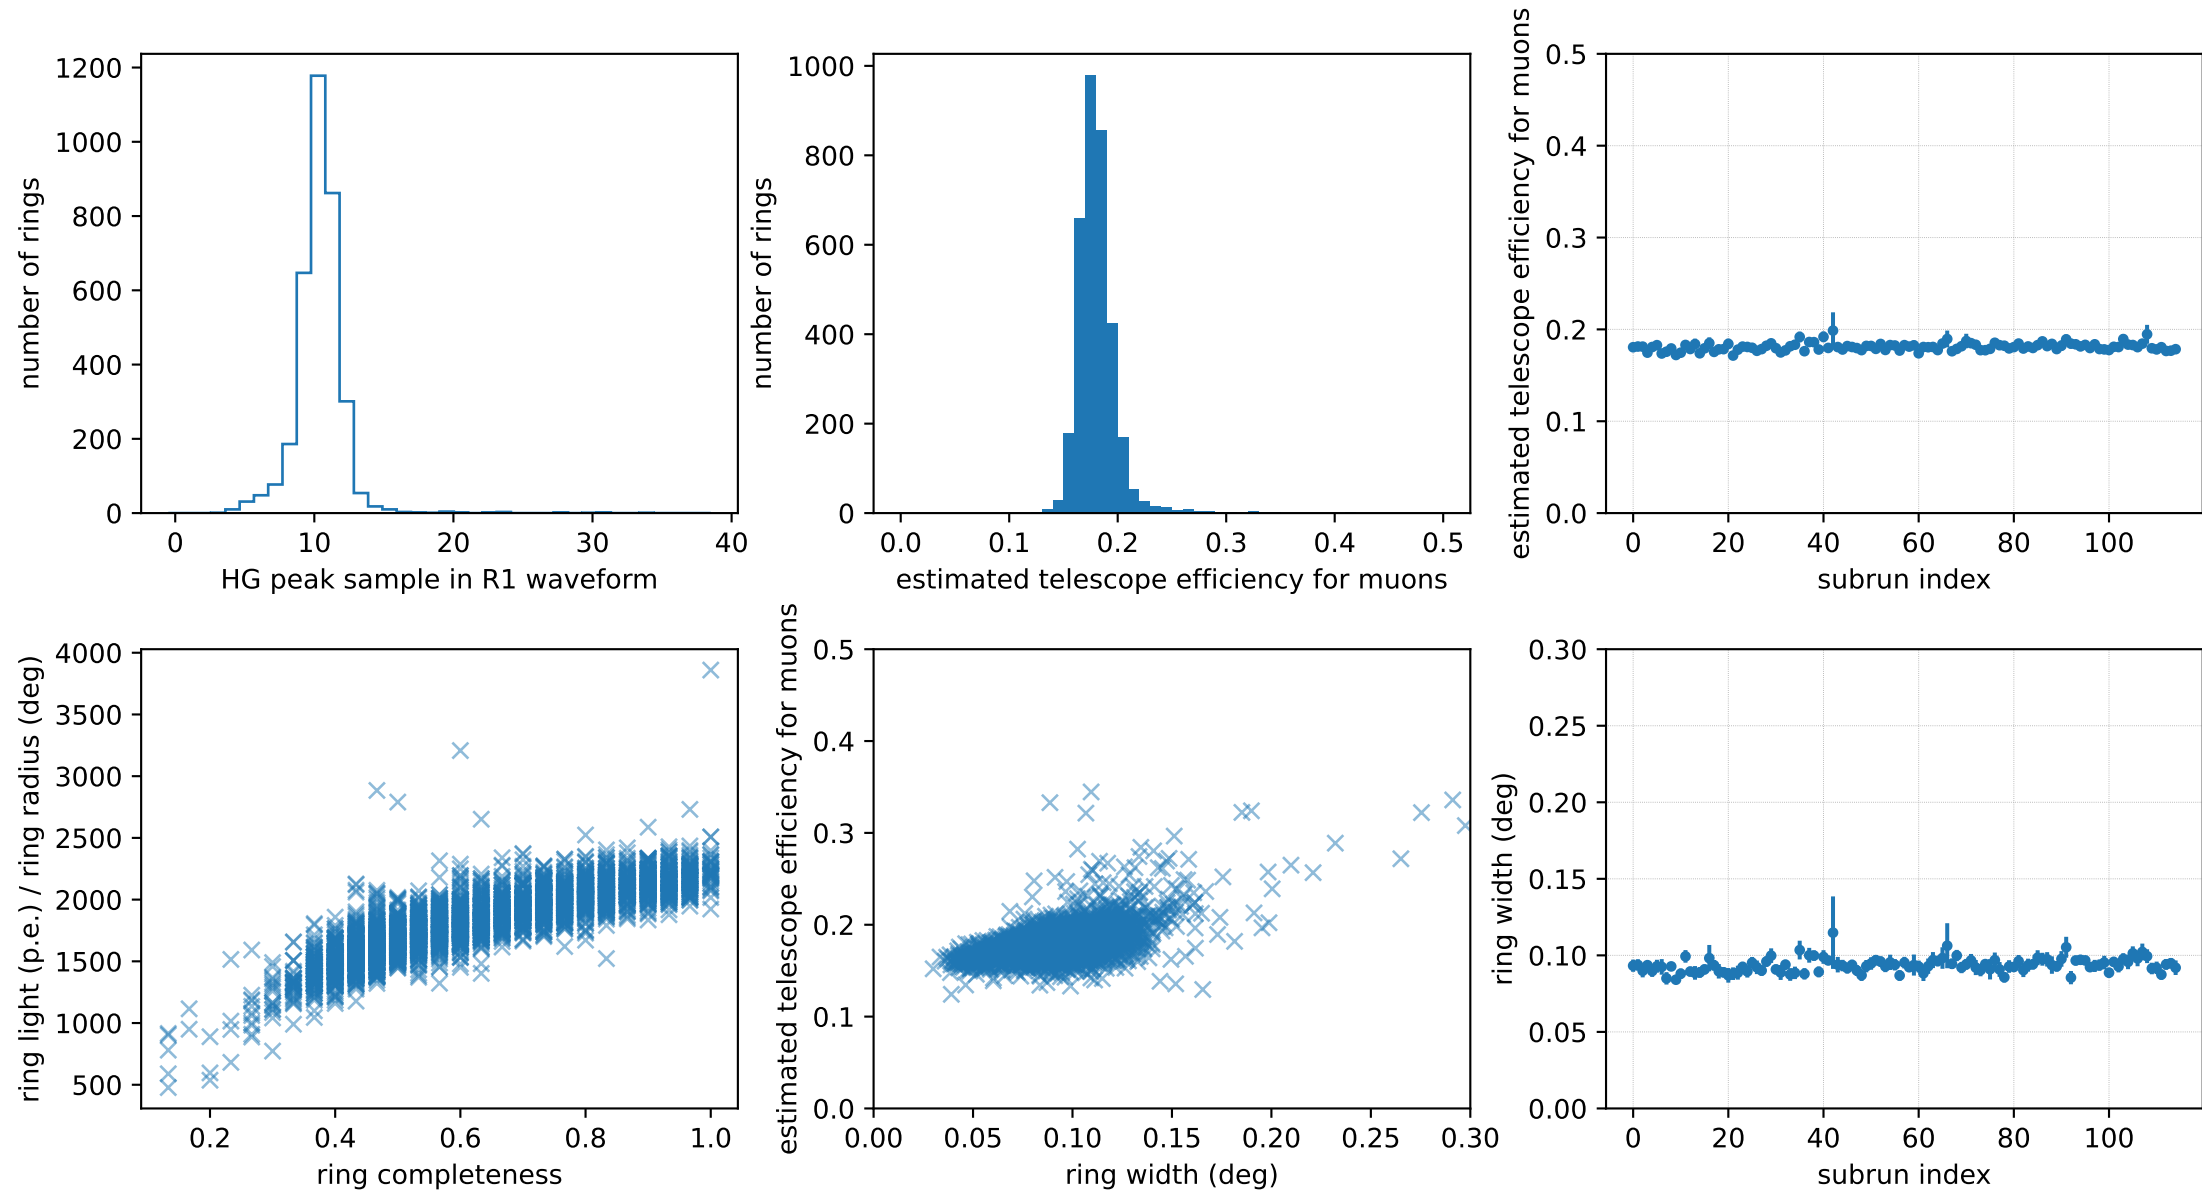 number of rings
1200
1000
800
600
400
200
0
0 10 20 30 40
HG peak sample in R1 waveform
number of rings
1000
800
600
400
200
0
0.0 0.1 0.2 0.3 0.4 0.5
estimated telescope efficiency for muons
estimated telescope efficiency for muons
0.5
0.4
0.3
0.2
0.1
0.0
0 20 40 60 80 100
subrun index
ring light (p.e.) / ring radius (deg)
4000
3500
3000
2500
2000
1500
1000
500
0.2 0.4 0.6 0.8 1.0
ring completeness
estimated telescope efficiency for muons
0.5
0.4
0.3
0.2
0.1
0.0
0.00 0.05 0.10 0.15 0.20 0.25 0.30
ring width (deg)
ring width (deg)
0.30
0.25
0.20
0.15
0.10
0.05
0.00
0 20 40 60 80 100
subrun index